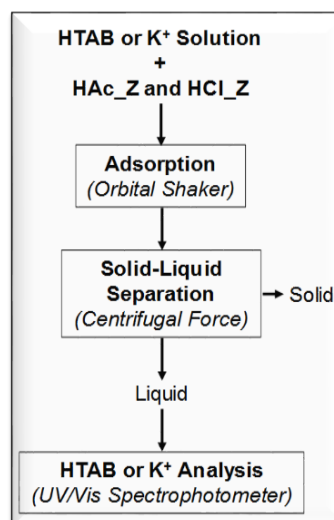 HTAB or K⁺ Solution
+
HAc_Z and HCl_Z
Adsorption
(Orbital Shaker)
Solid-Liquid
Separation
(Centrifugal Force)
Solid
Liquid
HTAB or K⁺ Analysis
(UV/Vis Spectrophotometer)